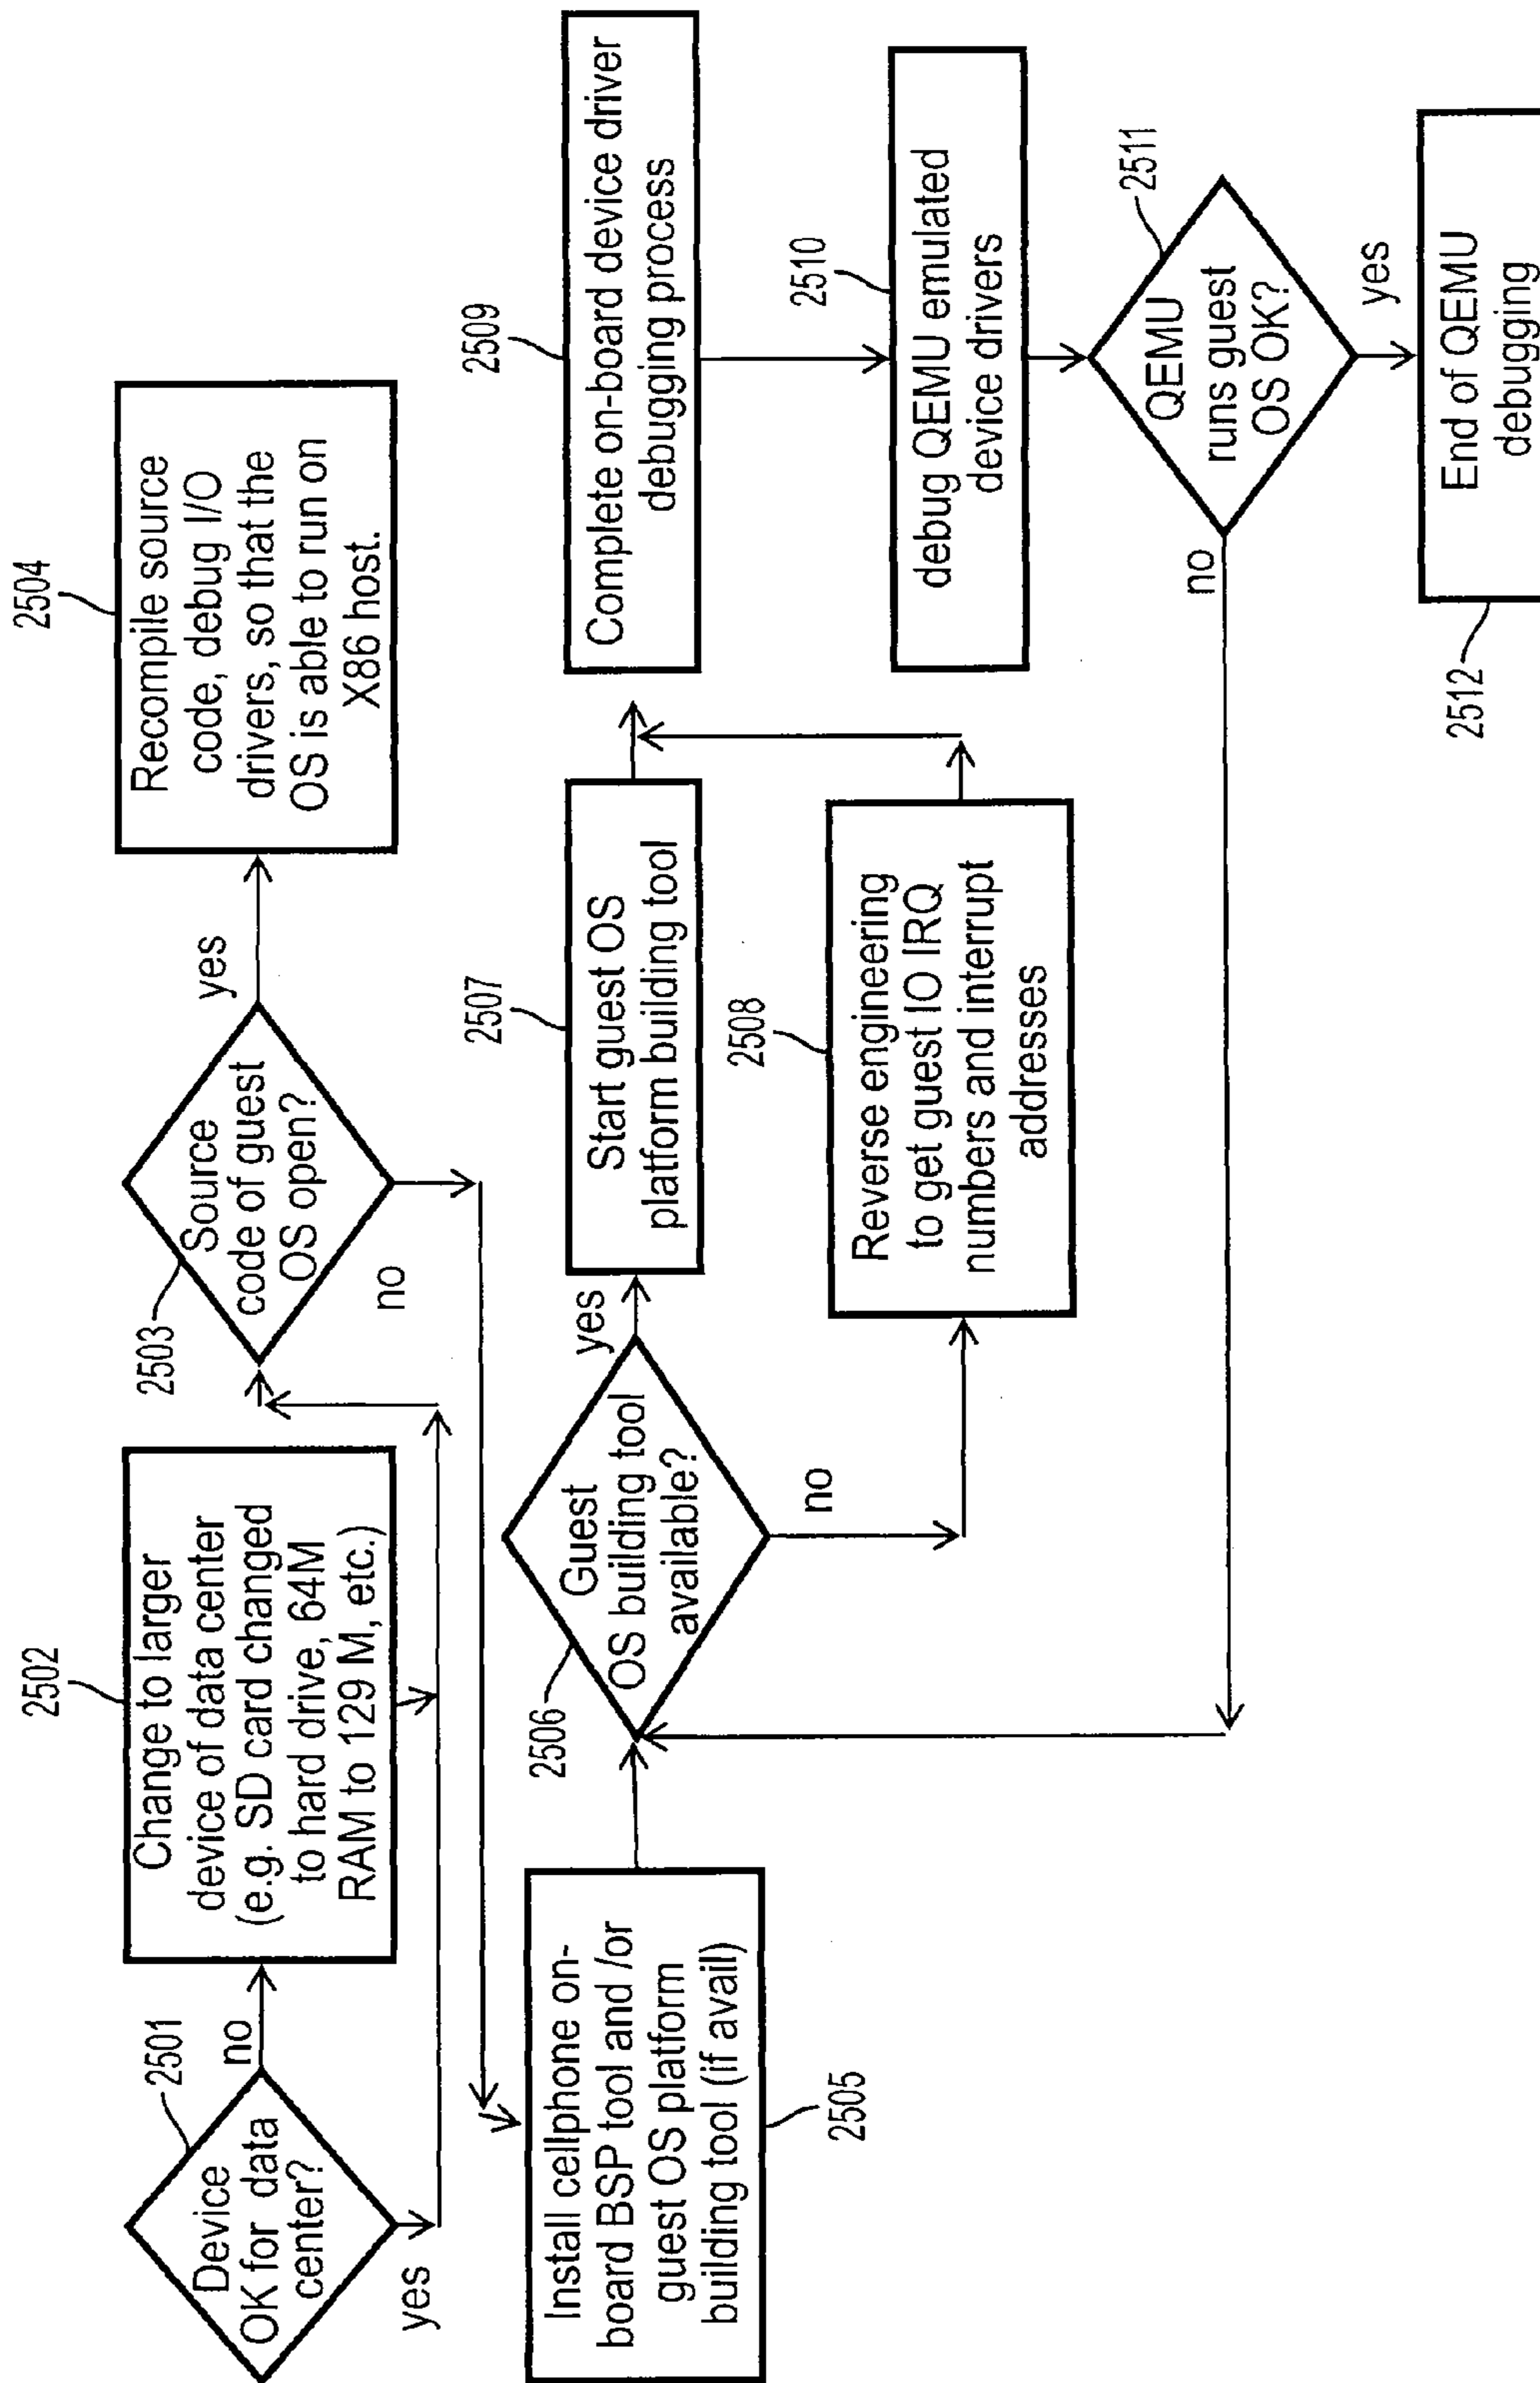 2501
Device
OK for data
center?
no
yes
2502
Change to larger
device of data center
(e.g. SD card changed
to hard drive, 64M
RAM to 129 M, etc.)
2503
Source
code of guest
OS open?
yes
no
2504
Recompile source
code, debug I/O
drivers, so that the
OS is able to run on
X86 host.
Install cellphone on-
board BSP tool and /or
guest OS platform
building tool (if avail)
2505
2506
Guest
OS building tool
available?
yes
no
2507
Start guest OS
platform building tool
2508
Reverse engineering
to get guest IO IRQ
numbers and interrupt
addresses
2509
Complete on-board device driver
debugging process
2510
debug QEMU emulated
device drivers
2511
QEMU
runs guest
OS OK?
no
yes
End of QEMU
debugging
2512